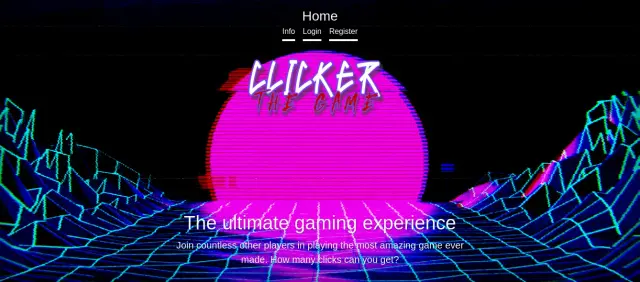 Home
Info Login Register
CLICKER
THE GAME
The ultimate gaming experience
Join countless other players in playing the most amazing game ever
made. How many clicks can you get?